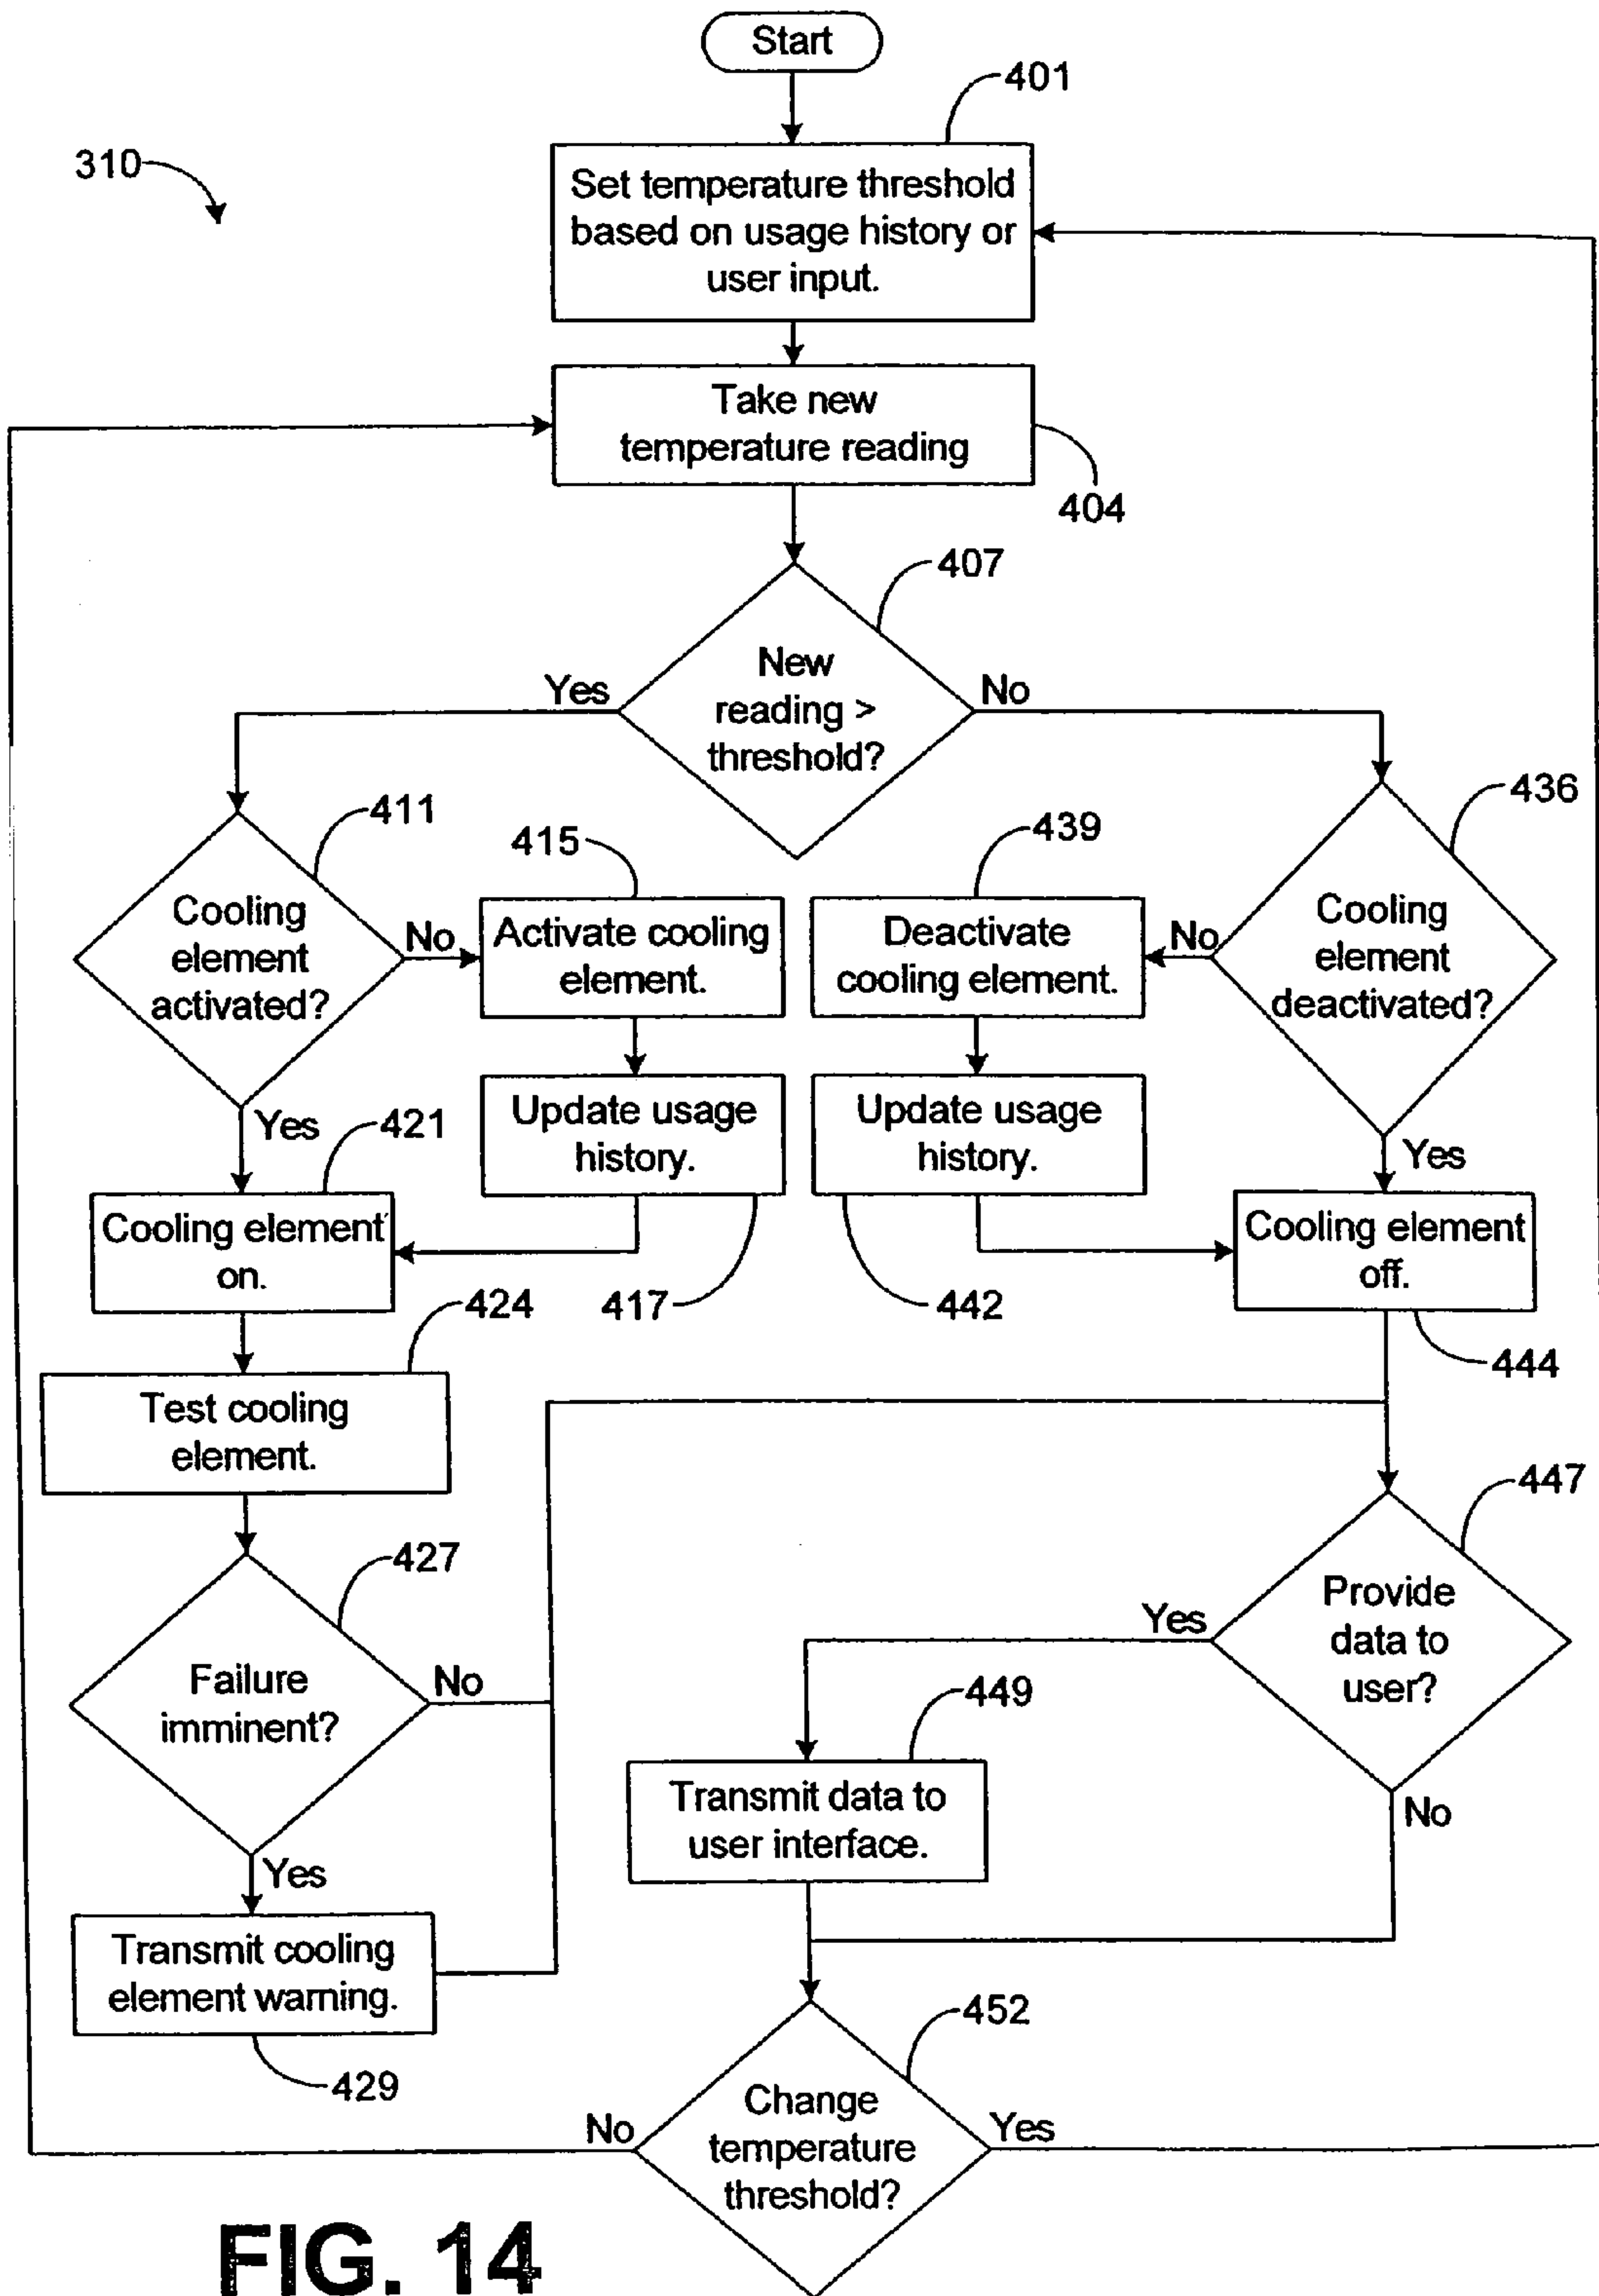 Start
401
310
Set temperature threshold
based on usage history or
user input.
Take new
temperature reading
404
407
New
reading >
threshold?
Yes
No
411
415
439
436
Cooling
element
activated?
No
Activate cooling
element.
Deactivate
cooling element.
No
Cooling
element
deactivated?
Yes
421
Update usage
history.
Update usage
history.
Yes
Cooling element
on.
417
442
Cooling element
off.
424
444
Test cooling
element.
427
447
Failure
imminent?
No
Yes
Provide
data to
user?
449
Transmit data to
user interface.
No
Yes
Transmit cooling
element warning.
429
452
Change
temperature
threshold?
No
Yes
FIG. 14